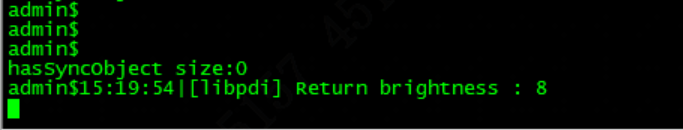 admin$
admin$
admin$
hasSyncObject size:0
admin$15:19:54|[libpdi] Return brightness : 8